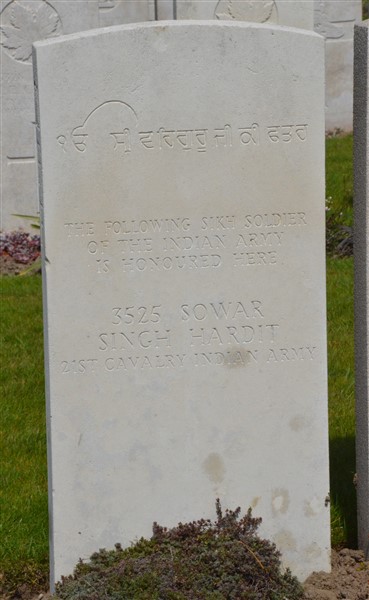 ੴ ਸ੍ਰੀ ਵਾਹਿਗੁਰੂ ਜੀ ਕੀ ਫਤਹ
THE FOLLOWING SIKH SOLDIER
OF THE INDIAN ARMY
IS HONOURED HERE
3525 SOWAR
SINGH HARDIT
21ST CAVALRY INDIAN ARMY